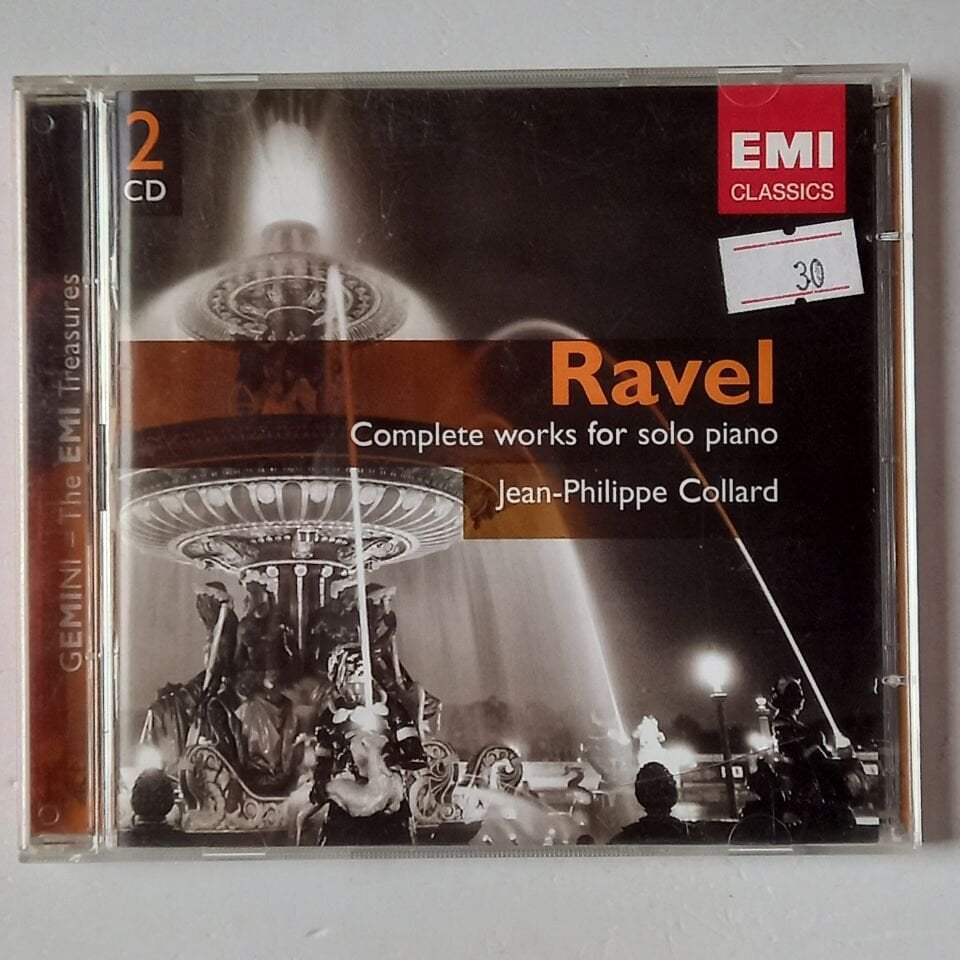 2
CD
EMI
CLASSICS
30
Ravel
Complete works for solo piano
Jean-Philippe Collard
GEMINI – The EMI Treasures